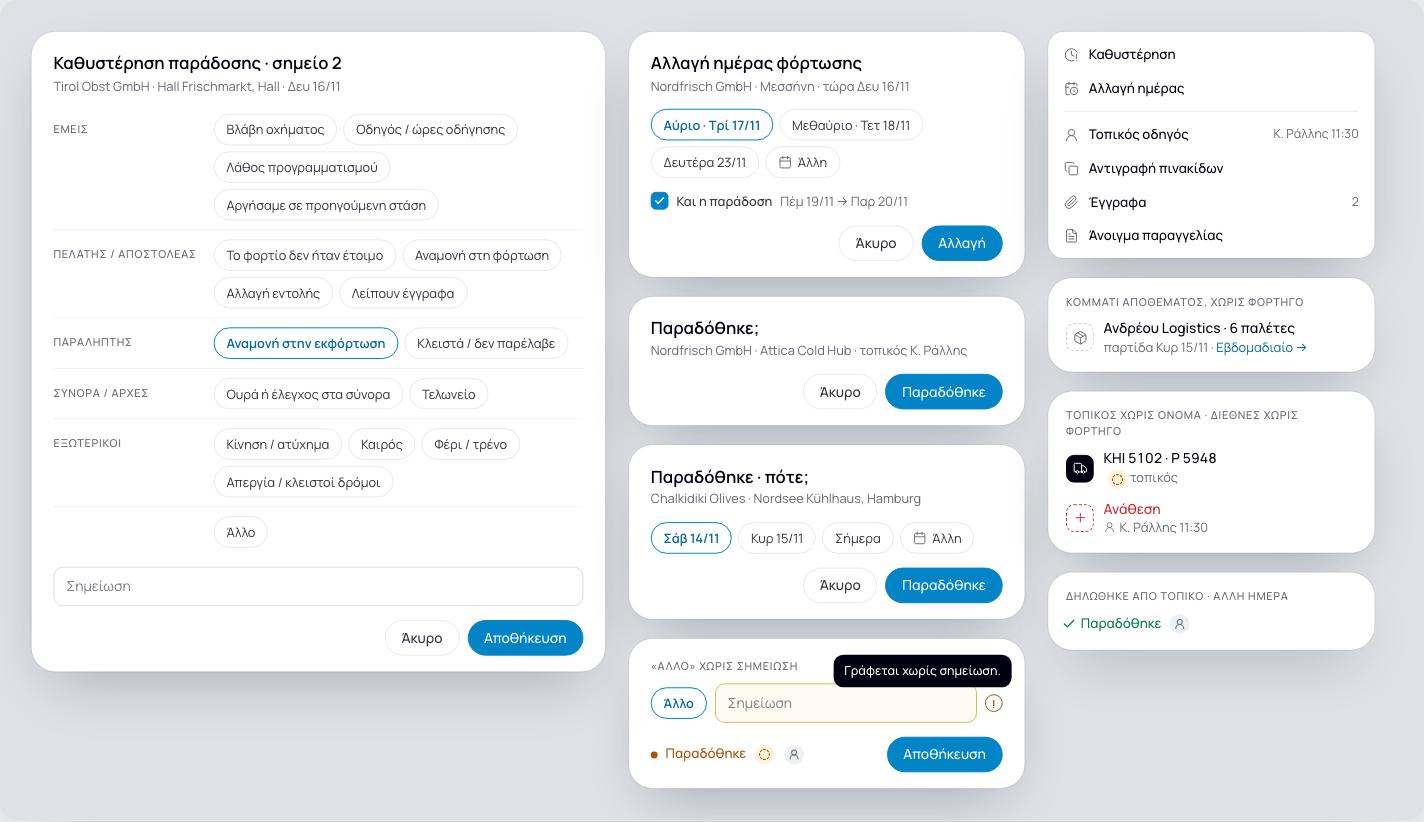 Καθυστέρηση παράδοσης · σημείο 2
Tirol Obst GmbH · Hall Frischmarkt, Hall · Δευ 16/11
ΕΜΕΙΣ
Βλάβη οχήματος
Οδηγός / ώρες οδήγησης
Λάθος προγραμματισμού
Αργήσαμε σε προηγούμενη στάση
ΠΕΛΑΤΗΣ / ΑΠΟΣΤΟΛΕΑΣ
Το φορτίο δεν ήταν έτοιμο
Αναμονή στη φόρτωση
Αλλαγή εντολής
Λείπουν έγγραφα
ΠΑΡΑΛΗΠΤΗΣ
Αναμονή στην εκφόρτωση
Κλειστά / δεν παρέλαβε
ΣΥΝΟΡΑ / ΑΡΧΕΣ
Ουρά ή έλεγχος στα σύνορα
Τελωνείο
ΕΞΩΤΕΡΙΚΟΙ
Κίνηση / ατύχημα
Καιρός
Φέρι / τρένο
Απεργία / κλειστοί δρόμοι
Άλλο
Σημείωση
Άκυρο
Αποθήκευση
Αλλαγή ημέρας φόρτωσης
Nordfrisch GmbH · Μεσσήνη · τώρα Δευ 16/11
Αύριο · Τρί 17/11
Μεθαύριο · Τετ 18/11
Δευτέρα 23/11
Άλλη
Και η παράδοση Πέμ 19/11 → Παρ 20/11
Άκυρο
Αλλαγή
Παραδόθηκε;
Nordfrisch GmbH · Attica Cold Hub · τοπικός Κ. Ράλλης
Άκυρο
Παραδόθηκε
Παραδόθηκε · πότε;
Chalkidiki Olives · Nordsee Kühlhaus, Hamburg
Σάβ 14/11
Κυρ 15/11
Σήμερα
Άλλη
Άκυρο
Παραδόθηκε
«ΑΛΛΟ» ΧΩΡΙΣ ΣΗΜΕΙΩΣΗ
Γράφεται χωρίς σημείωση.
Άλλο
Σημείωση
Παραδόθηκε
Αποθήκευση
Καθυστέρηση
Αλλαγή ημέρας
Τοπικός οδηγός
Κ. Ράλλης 11:30
Αντιγραφή πινακίδων
Έγγραφα
2
Άνοιγμα παραγγελίας
ΚΟΜΜΑΤΙ ΑΠΟΘΕΜΑΤΟΣ, ΧΩΡΙΣ ΦΟΡΤΗΓΟ
Ανδρέου Logistics · 6 παλέτες
παρτίδα Κυρ 15/11 · Εβδομαδιαίο →
ΤΟΠΙΚΟΣ ΧΩΡΙΣ ΟΝΟΜΑ · ΔΙΕΘΝΕΣ ΧΩΡΙΣ
ΦΟΡΤΗΓΟ
ΚΗΙ 5102 · Ρ 5948
τοπικός
Ανάθεση
Κ. Ράλλης 11:30
ΔΗΛΩΘΗΚΕ ΑΠΟ ΤΟΠΙΚΟ · ΑΛΛΗ ΗΜΕΡΑ
Παραδόθηκε